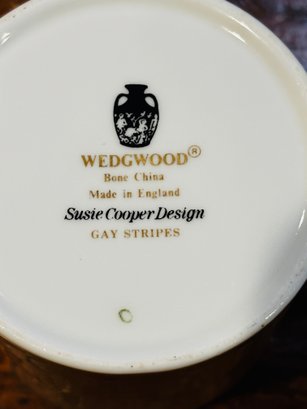 WEDGWOOD®
Bone China
Made in England
Susie Cooper Design
GAY STRIPES
C